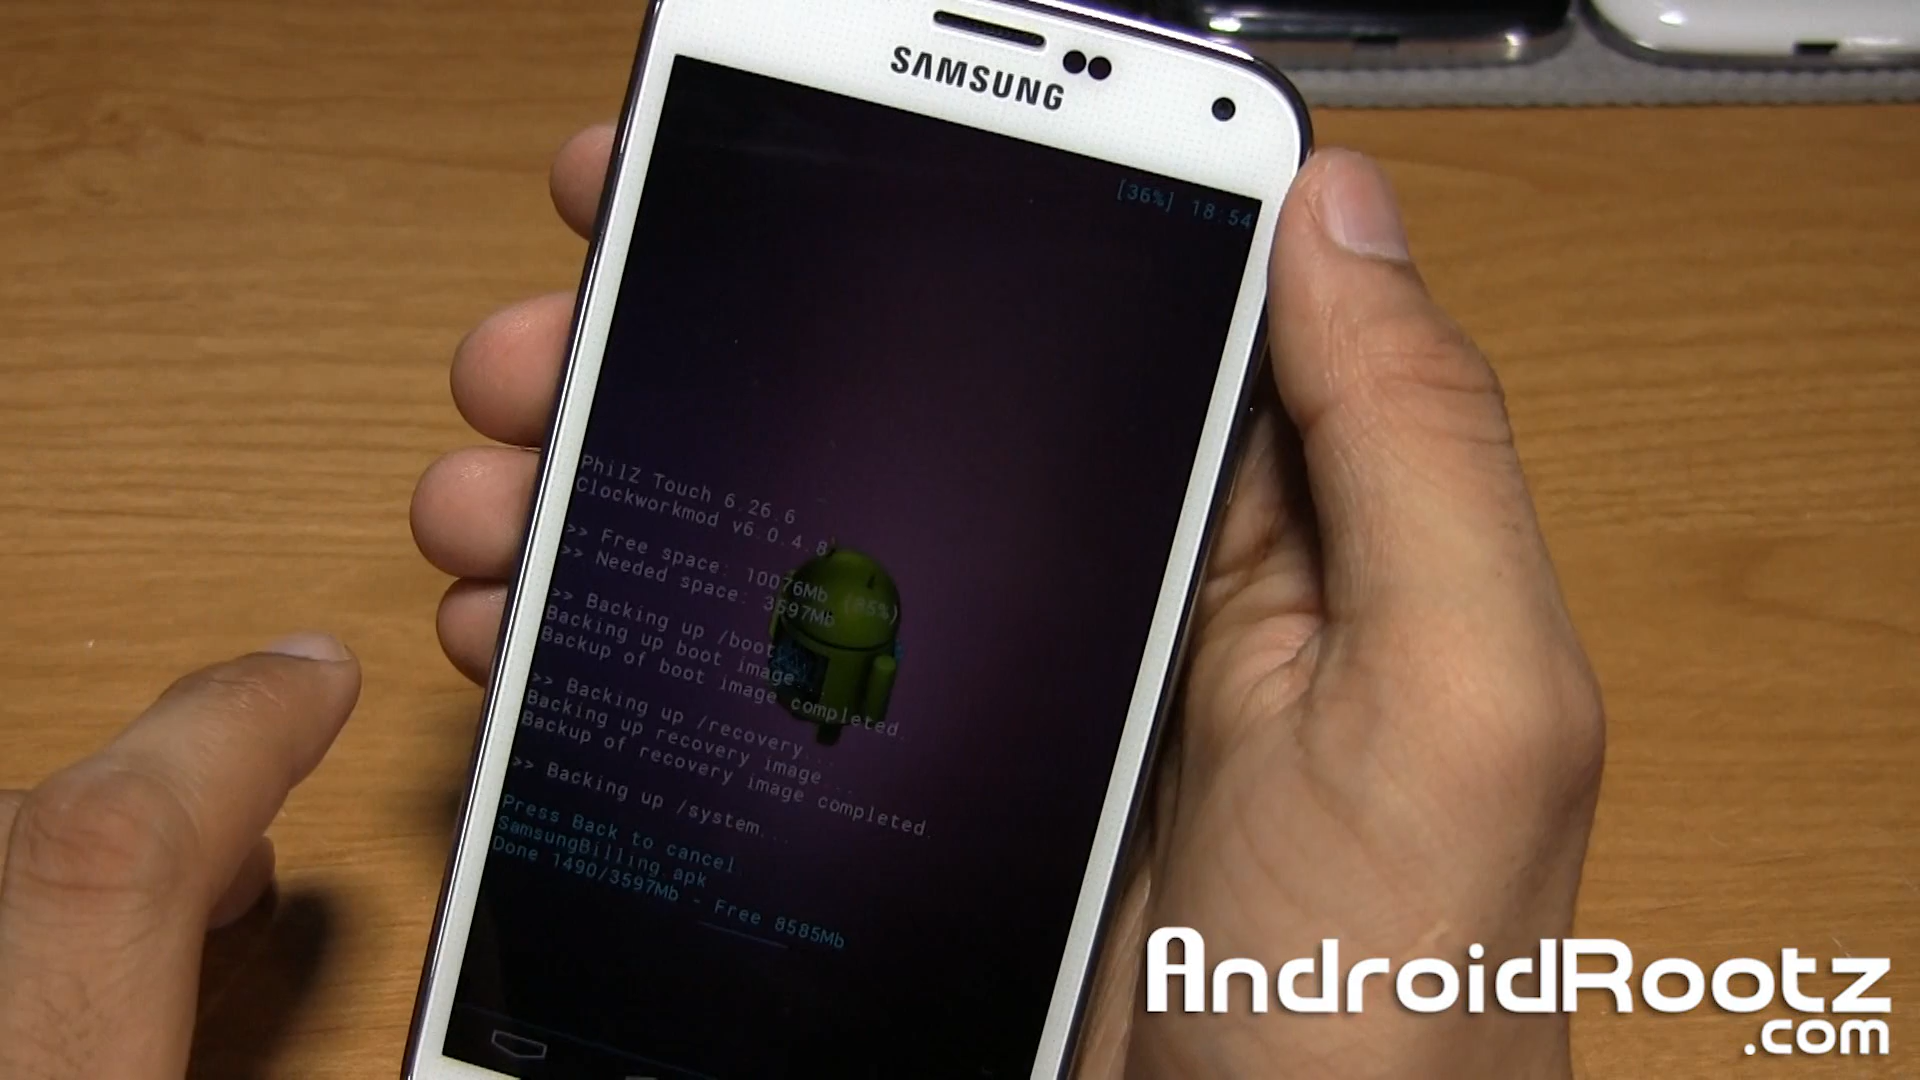 SAMSUNG
[36%] 18:54
PhilZ Touch 6.26.6
Clockworkmod v6.0.4.8
>> Free space: 10076Mb (85%)
>> Needed space: 3597Mb
>> Backing up /boot
Backing up boot image
Backup of boot image completed.
>> Backing up /recovery...
Backing up recovery image...
Backup of recovery image completed.
>> Backing up /system...
Press Back to cancel
SamsungBilling.apk
Done 1490/3597Mb - Free 8585Mb
AndroidRootz
.com